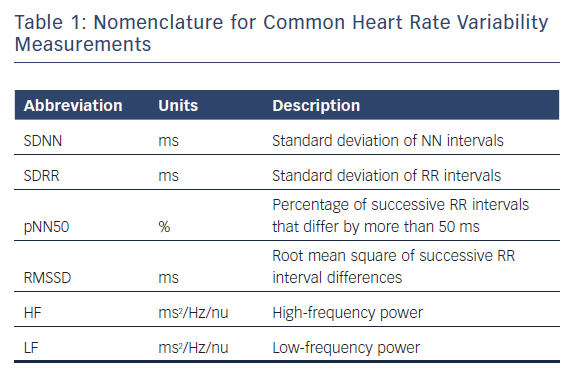 Table 1: Nomenclature for Common Heart Rate Variability
Measurements
Abbreviation Units Description
SDNN ms Standard deviation of NN intervals
SDRR ms Standard deviation of RR intervals
pNN50 % Percentage of successive RR intervals
that differ by more than 50 ms
RMSSD ms Root mean square of successive RR
interval differences
HF ms²/Hz/nu High-frequency power
LF ms²/Hz/nu Low-frequency power